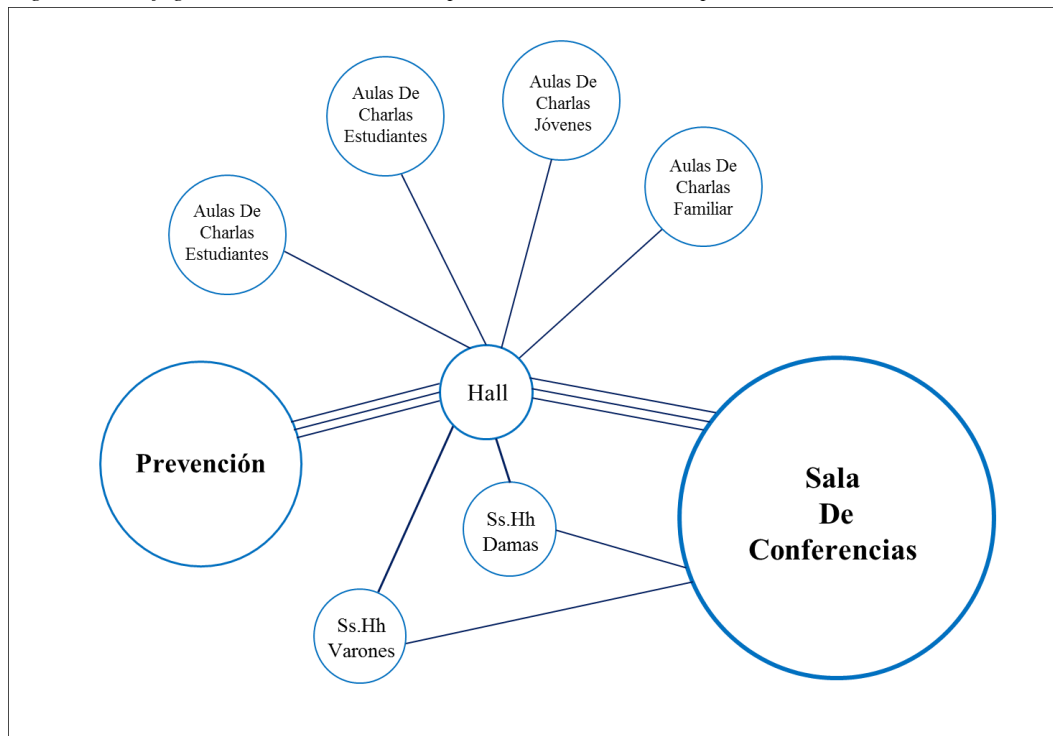 Aulas De
Charlas
Estudiantes
Aulas De
Charlas
Jóvenes
Aulas De
Charlas
Familiar
Aulas De
Charlas
Estudiantes
Hall
Prevención
Sala
De
Conferencias
Ss.Hh
Damas
Ss.Hh
Varones